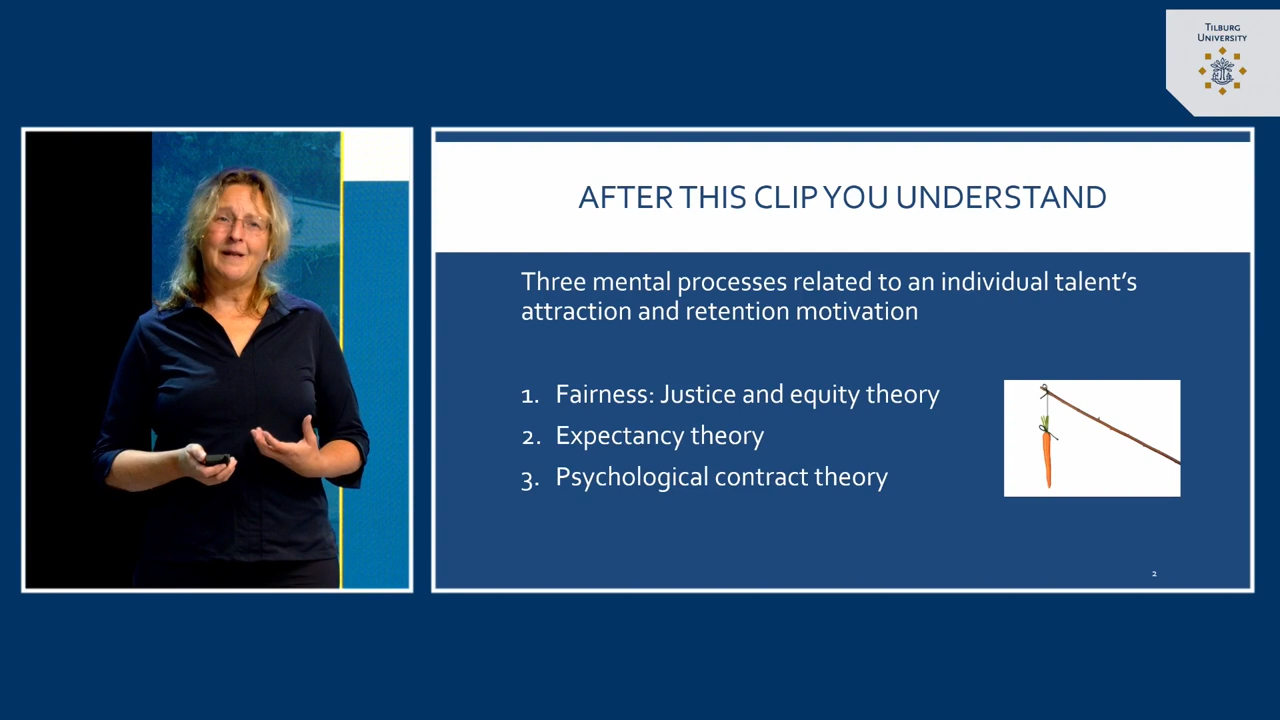 TILBURG
UNIVERSITY
AFTER THIS CLIP YOU UNDERSTAND
Three mental processes related to an individual talent's
attraction and retention motivation
1. Fairness: Justice and equity theory
2. Expectancy theory
3. Psychological contract theory
2